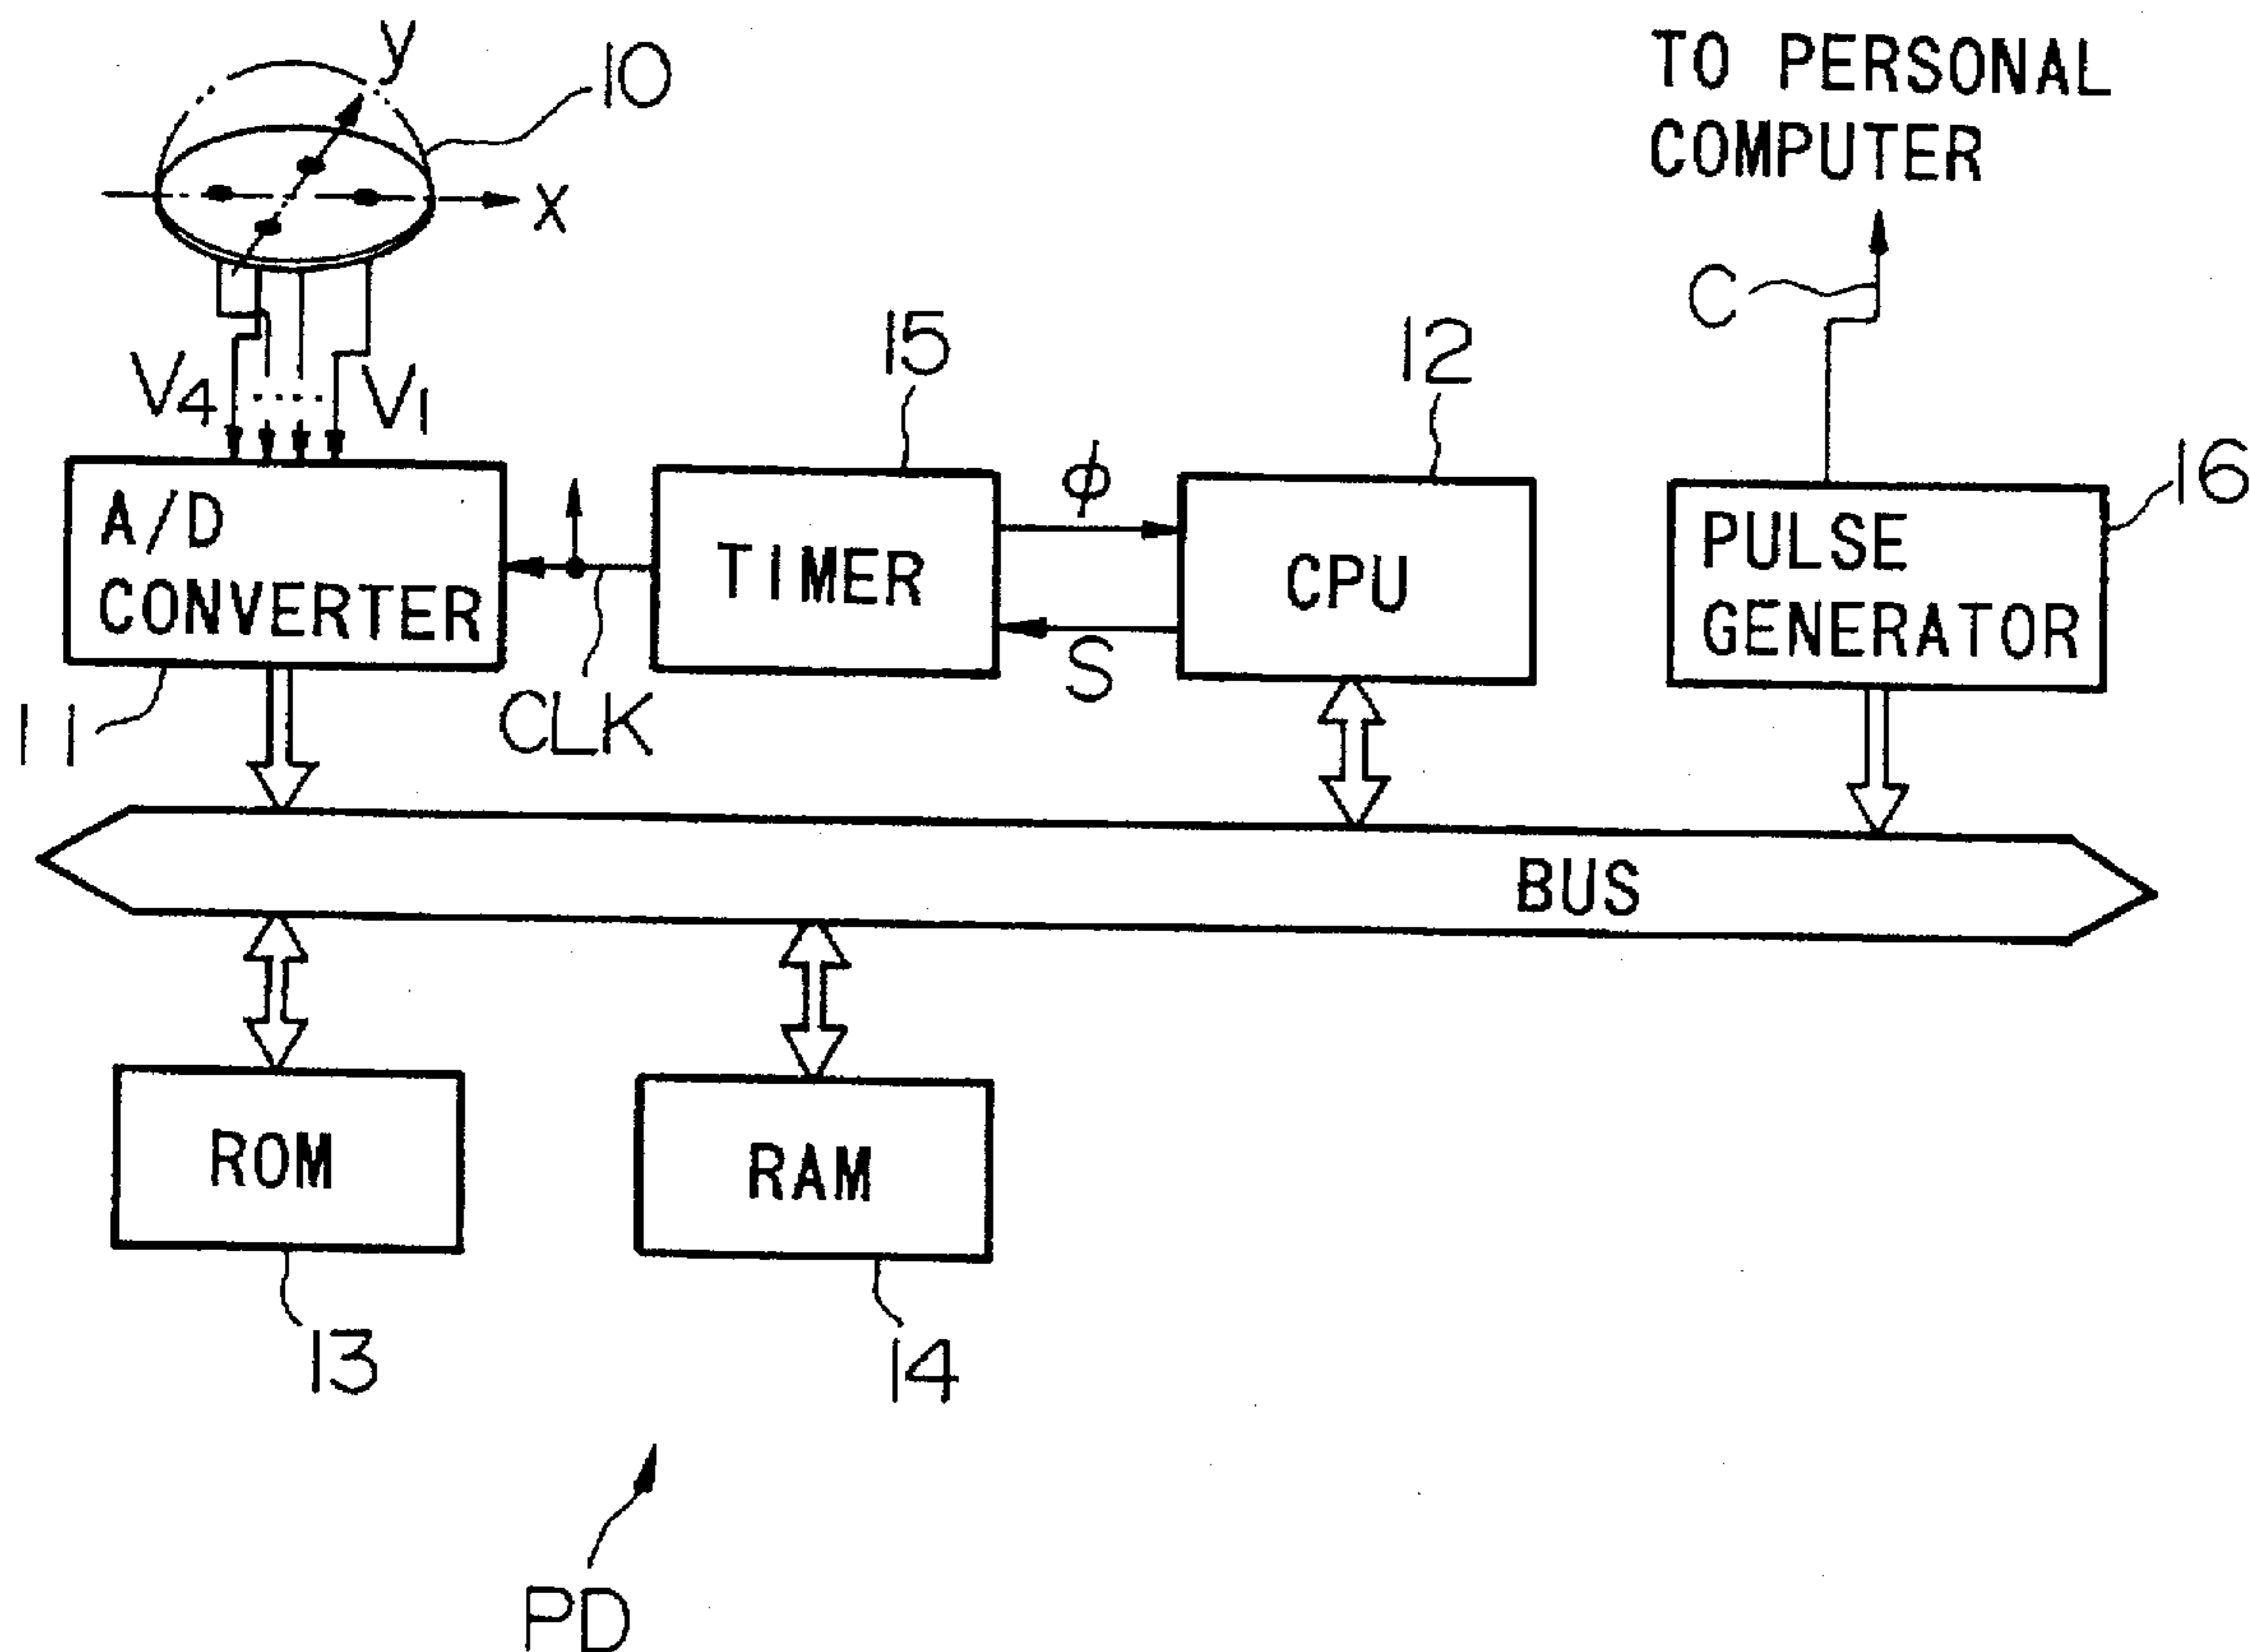 y
10
TO PERSONAL
COMPUTER
x
C
15
12
V4
V1
φ
16
A/D
CONVERTER
TIMER
CPU
PULSE
GENERATOR
S
11
CLK
BUS
ROM
RAM
13
14
PD